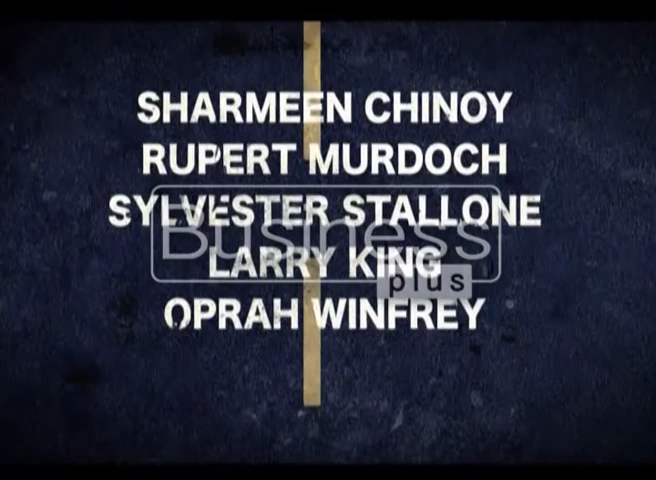 SHARMEEN CHINOY
RUPERT MURDOCH
SYLVESTER STALLONE
Business
LARRY KING
plus
OPRAH WINFREY